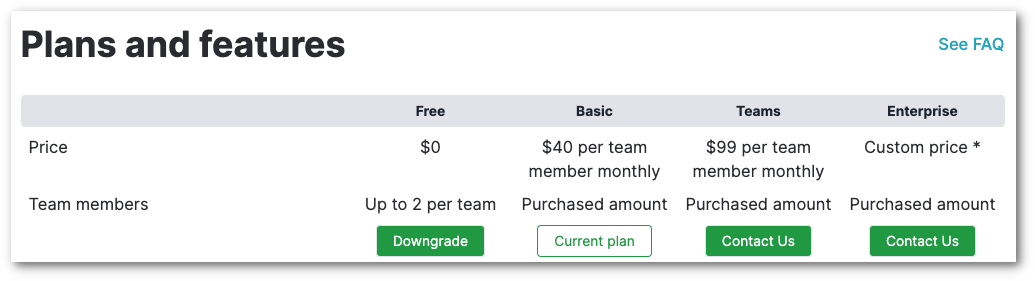 Plans and features
See FAQ
Free Basic Teams Enterprise
Price $0 $40 per team $99 per team Custom price *
member monthly member monthly
Team members Up to 2 per team Purchased amount Purchased amount Purchased amount
Downgrade Current plan Contact Us Contact Us